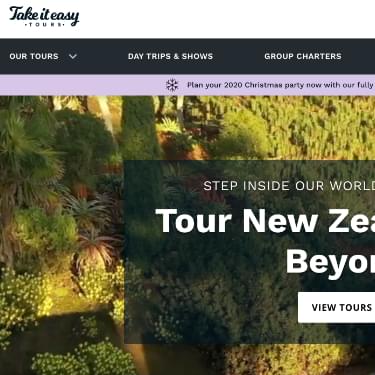 Take it easy
• TOURS •
OUR TOURS DAY TRIPS & SHOWS GROUP CHARTERS
Plan your 2020 Christmas party now with our fully
STEP INSIDE OUR WORLD
Tour New Zea
Beyo
VIEW TOURS